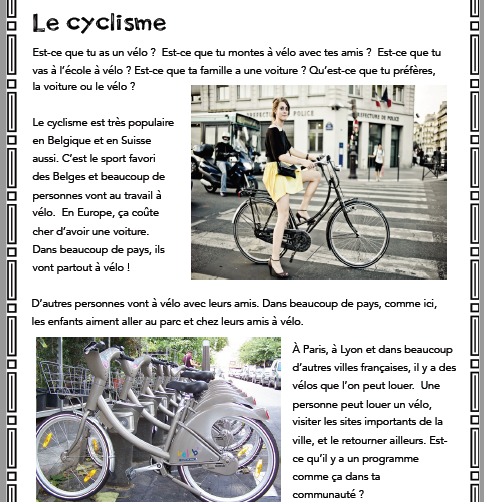 Le cyclisme
Est-ce que tu as un vélo ?  Est-ce que tu montes à vélo avec tes amis ?  Est-ce que tu
vas à l'école à vélo ? Est-ce que ta famille a une voiture ? Qu'est-ce que tu préfères,
la voiture ou le vélo ?
PREFECTURE POLICE
PREFECTURE DE POLICE
Le cyclisme est très populaire
en Belgique et en Suisse
aussi. C'est le sport favori
des Belges et beaucoup de
personnes vont au travail à
vélo.  En Europe, ça coûte
cher d'avoir une voiture.
Dans beaucoup de pays, ils
vont partout à vélo !
D'autres personnes vont à vélo avec leurs amis. Dans beaucoup de pays, comme ici,
les enfants aiment aller au parc et chez leurs amis à vélo.
À Paris, à Lyon et dans beaucoup
d'autres villes françaises, il y a des
vélos que l'on peut louer.  Une
personne peut louer un vélo,
visiter les sites importants de la
ville, et le retourner ailleurs. Est-
ce qu'il y a un programme
comme ça dans ta
communauté ?